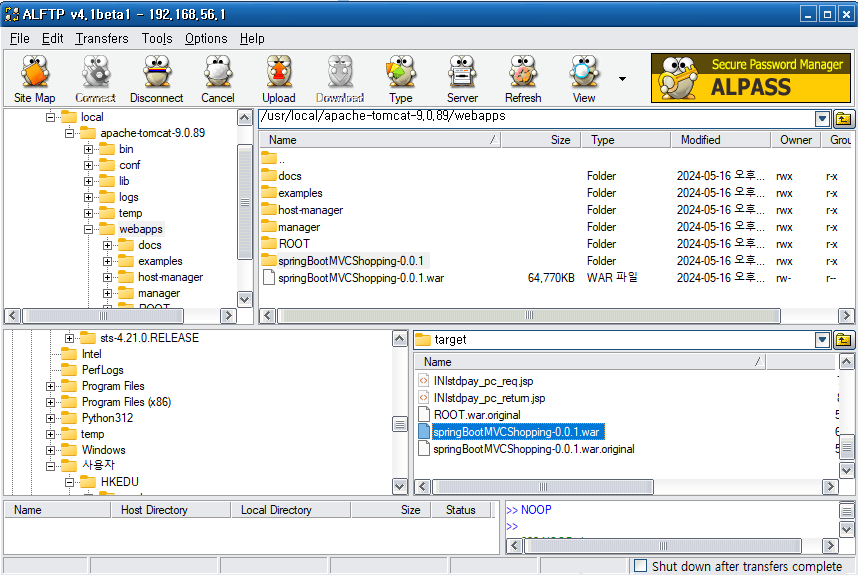 ALFTP v4.1beta1 - 192.168.56.1
File Edit Transfers Tools Options Help
Site Map Connect Disconnect Cancel Upload Download Type Server Refresh View
Secure Password Manager
ALPASS
local
apache-tomcat-9.0.89
bin
conf
lib
logs
temp
webapps
docs
examples
host-manager
manager
ROOT
/usr/local/apache-tomcat-9.0.89/webapps
Name / Size Type Modified Owner Grou
..
docs Folder 2024-05-16 오후... rwx r-x
examples Folder 2024-05-16 오후... rwx r-x
host-manager Folder 2024-05-16 오후... rwx r-x
manager Folder 2024-05-16 오후... rwx r-x
ROOT Folder 2024-05-16 오후... rwx r-x
springBootMVCShopping-0.0.1 Folder 2024-05-16 오후... rwx r-x
springBootMVCShopping-0.0.1.war 64,770KB WAR 파일 2024-05-16 오후... rw- r--
sts-4.21.0.RELEASE
Intel
PerfLogs
Program Files
Program Files (x86)
Python312
temp
Windows
사용자
HKEDU
target
Name /
INIstdpay_pc_req.jsp
INIstdpay_pc_return.jsp
ROOT.war.original
springBootMVCShopping-0.0.1.war
springBootMVCShopping-0.0.1.war.original
Name Host Directory Local Directory Size Status
>> NOOP
>>
Shut down after transfers complete